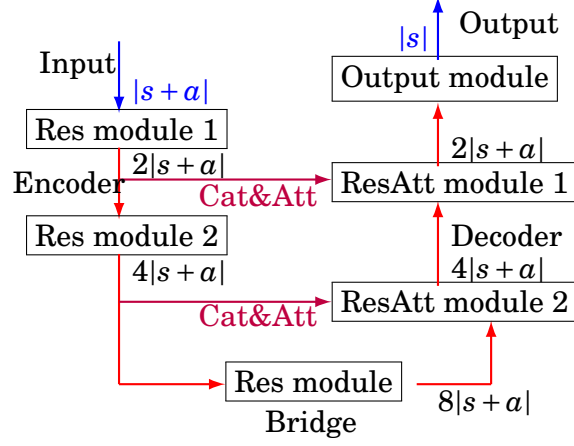 Output
|s|
Input
Output module
|s+a|
Res module 1
2|s+a|
2|s+a|
Encoder
Cat&Att
ResAtt module 1
Res module 2
Decoder
4|s+a|
4|s+a|
Cat&Att
ResAtt module 2
Res module
8|s+a|
Bridge